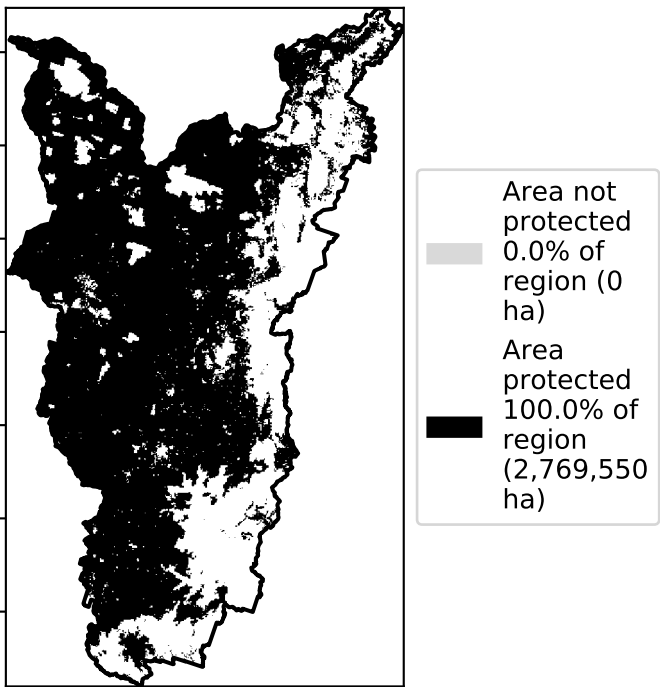 Area not
protected
0.0% of
region (0
ha)
Area
protected
100.0% of
region
(2,769,550
ha)